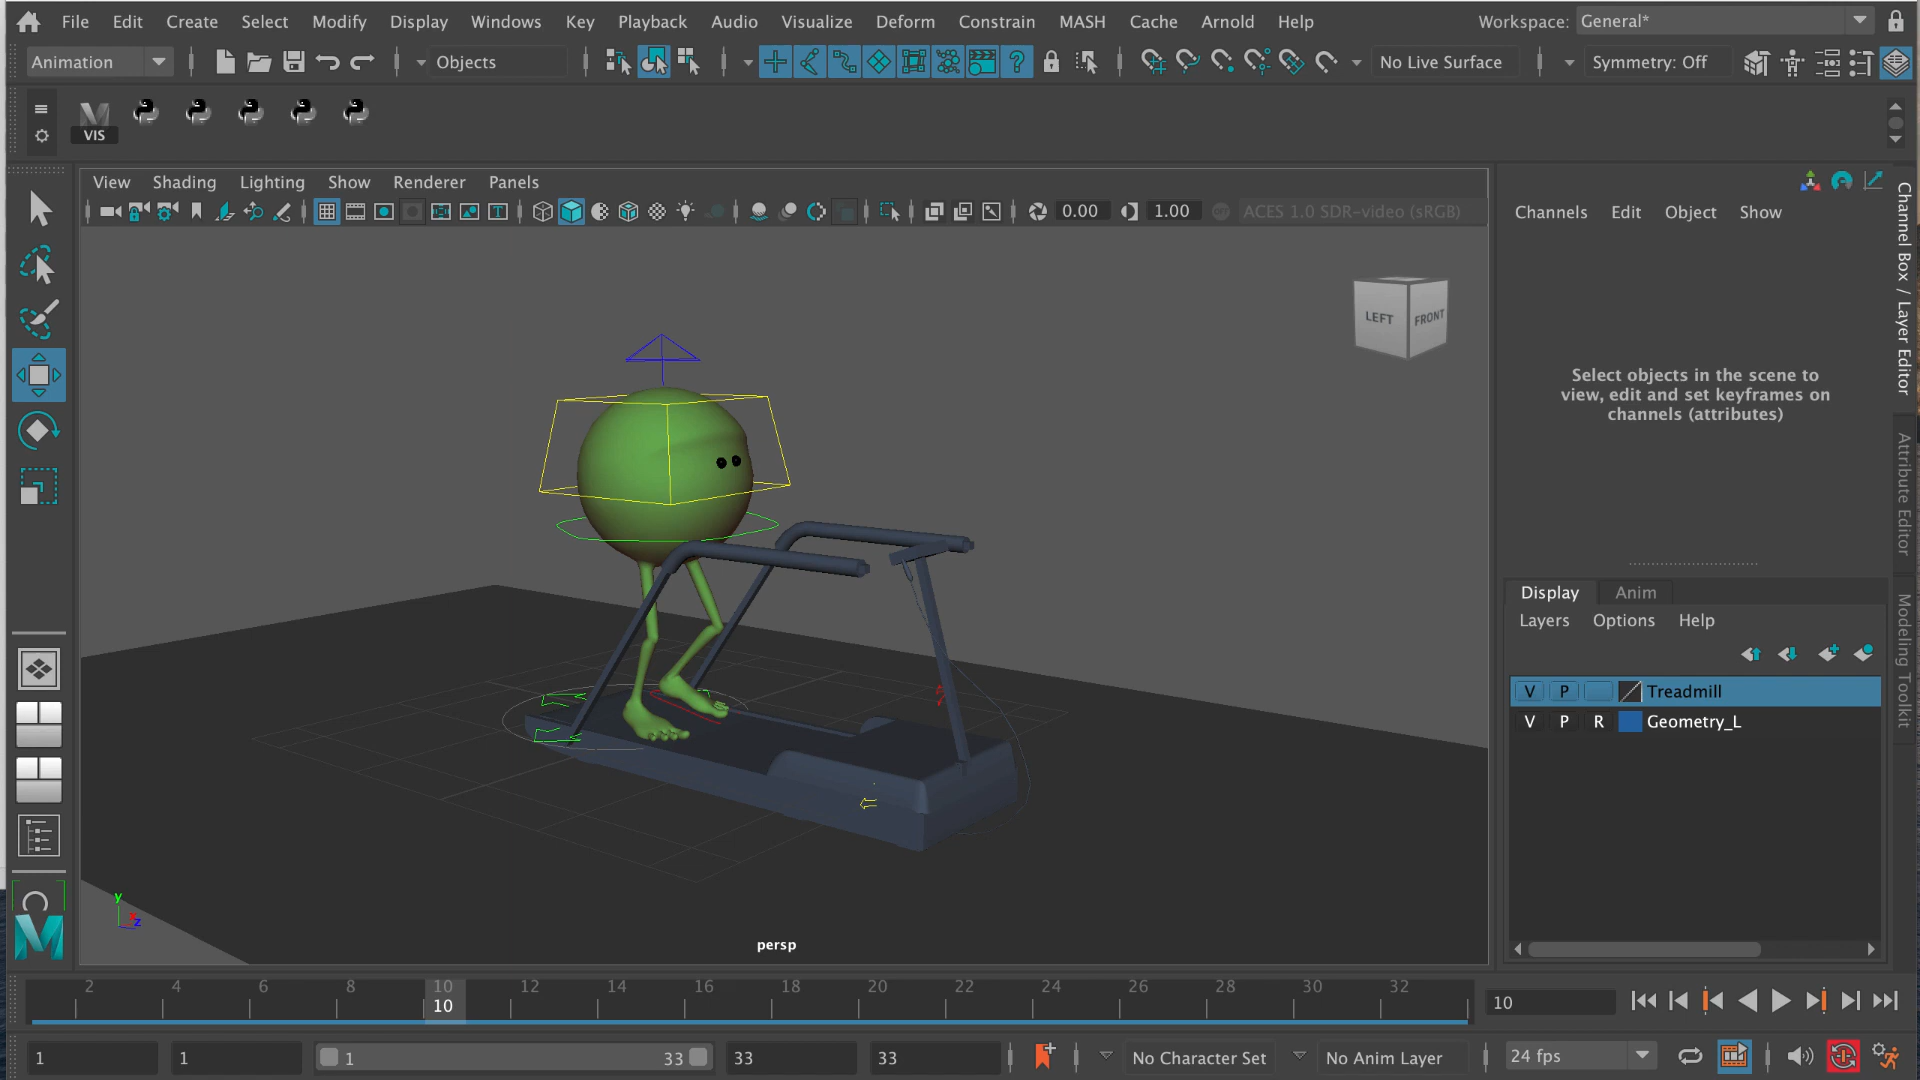 File Edit Create Select Modify Display Windows Key Playback Audio Visualize Deform Constrain MASH Cache Arnold Help Workspace: General*
Animation Objects No Live Surface Symmetry: Off
VIS
View Shading Lighting Show Renderer Panels
0.00 1.00 ACES 1.0 SDR-video (sRGB)
Channels Edit Object Show
Channel Box / Layer Editor
Attribute Editor
Modeling Toolkit
LEFT FRONT
Select objects in the scene to
view, edit and set keyframes on
channels (attributes)
Display Anim
Layers Options Help
V P Treadmill
V P R Geometry_L
y
x
z
persp
2 4 6 8 10 12 14 16 18 20 22 24 26 28 30 32
10
10
1 1 1 33 33 33 No Character Set No Anim Layer 24 fps